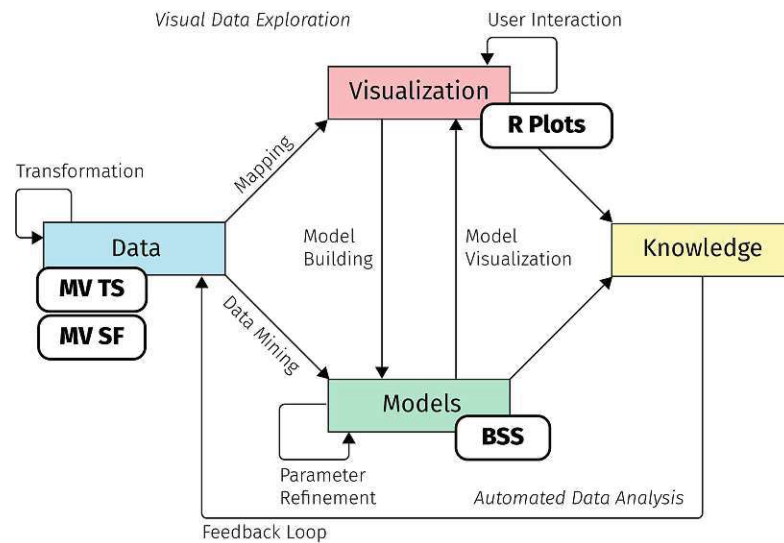 Visual Data Exploration
User Interaction
Visualization
R Plots
Transformation
Mapping
Data
MV TS
MV SF
Model
Building
Model
Visualization
Knowledge
Data Mining
Models
BSS
Parameter
Refinement
Automated Data Analysis
Feedback Loop